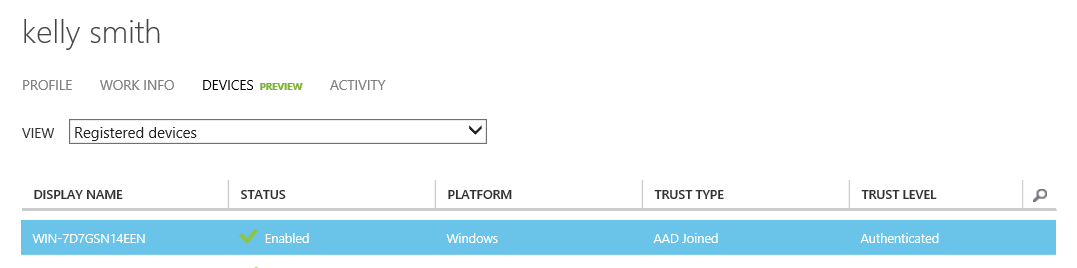 kelly smith
PROFILE WORK INFO DEVICES PREVIEW ACTIVITY
VIEW Registered devices
DISPLAY NAME STATUS PLATFORM TRUST TYPE TRUST LEVEL
WIN-7D7GSN14EEN Enabled Windows AAD Joined Authenticated